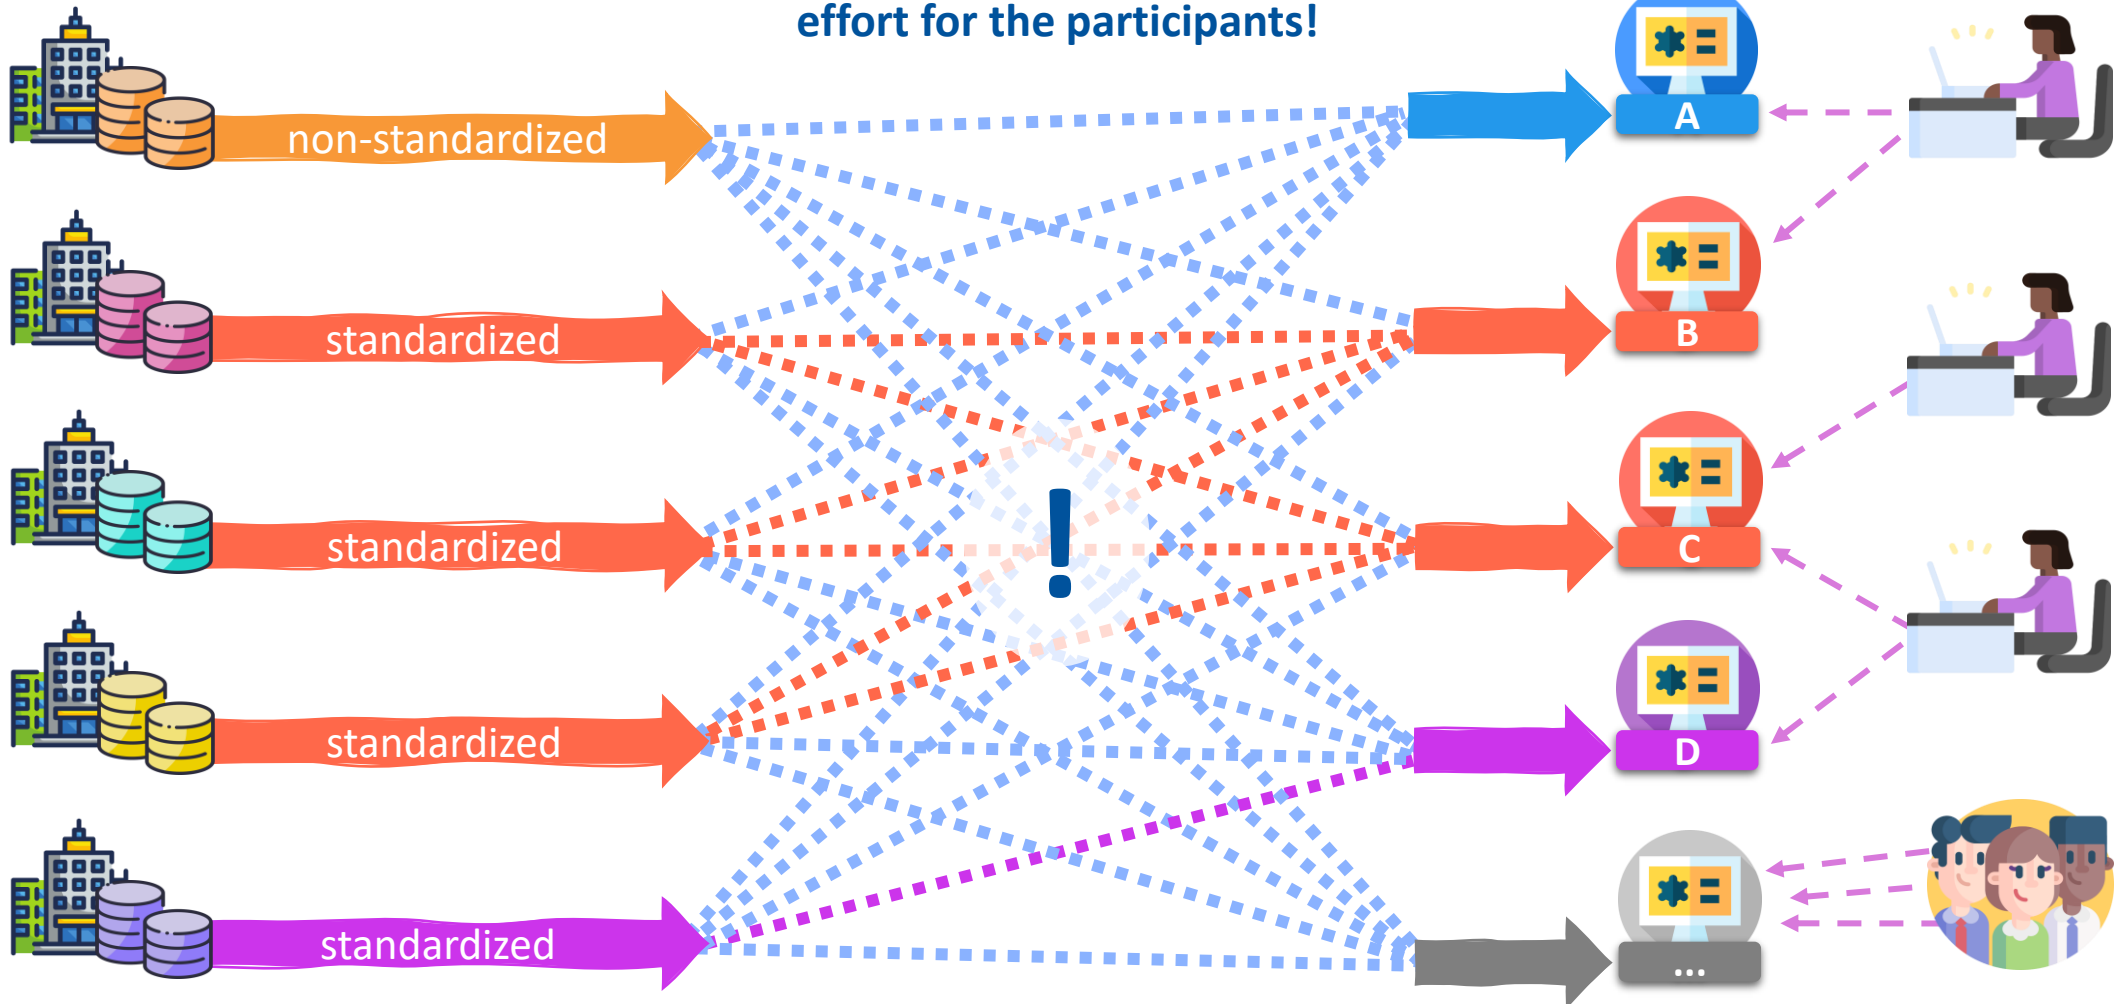 effort for the participants!
non-standardized
A
standardized
B
standardized
C
standardized
D
standardized
...
!